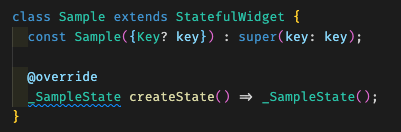 class Sample extends StatefulWidget {
  const Sample({Key? key}) : super(key: key);

  @override
  _SampleState createState() => _SampleState();
}